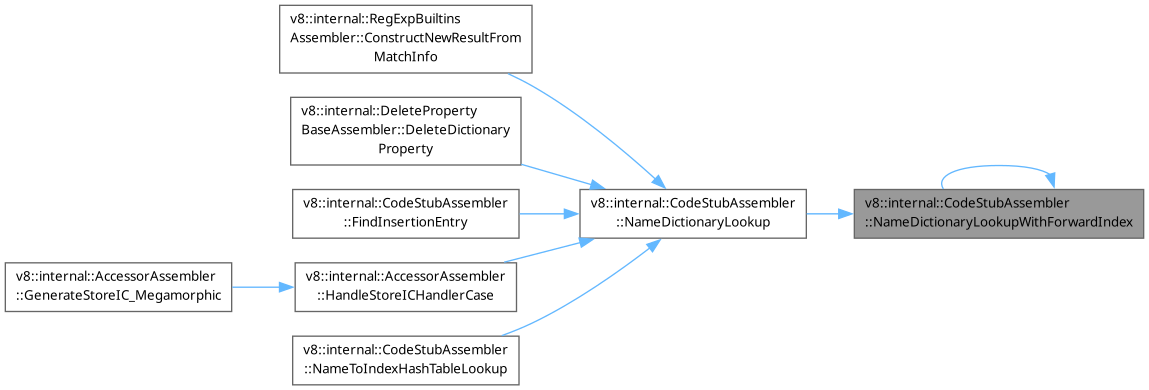 v8::internal::RegExpBuiltins
Assembler::ConstructNewResultFrom
MatchInfo
v8::internal::DeleteProperty
BaseAssembler::DeleteDictionary
Property
v8::internal::CodeStubAssembler
::FindInsertionEntry
v8::internal::CodeStubAssembler
::NameDictionaryLookup
v8::internal::CodeStubAssembler
::NameDictionaryLookupWithForwardIndex
v8::internal::AccessorAssembler
::GenerateStoreIC_Megamorphic
v8::internal::AccessorAssembler
::HandleStoreICHandlerCase
v8::internal::CodeStubAssembler
::NameToIndexHashTableLookup